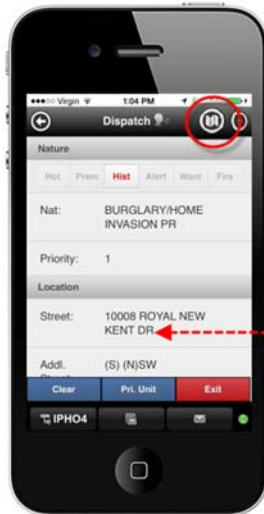 Virgin 1:04 PM
Dispatch
Nature
Hot Prem Hist Alert Want Fire
Nat: BURGLARY/HOME
INVASION PR
Priority: 1
Location
Street: 10008 ROYAL NEW
KENT DR
Addl. (S) (N)SW
Clear Pri. Unit Exit
IPHO4